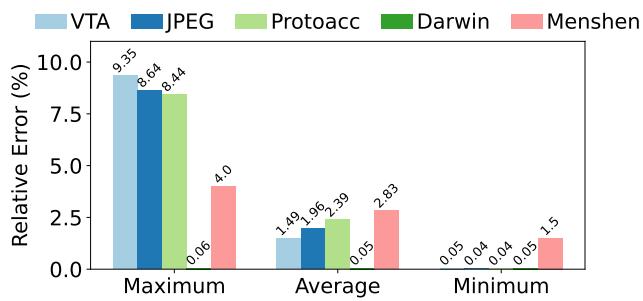 VTA JPEG Protoacc Darwin Menshen
Relative Error (%)
10.0
7.5
5.0
2.5
0.0
9.35 8.64 8.44 0.06 4.0
1.49 1.96 2.39 0.05 2.83
0.05 0.04 0.04 0.05 1.5
Maximum Average Minimum